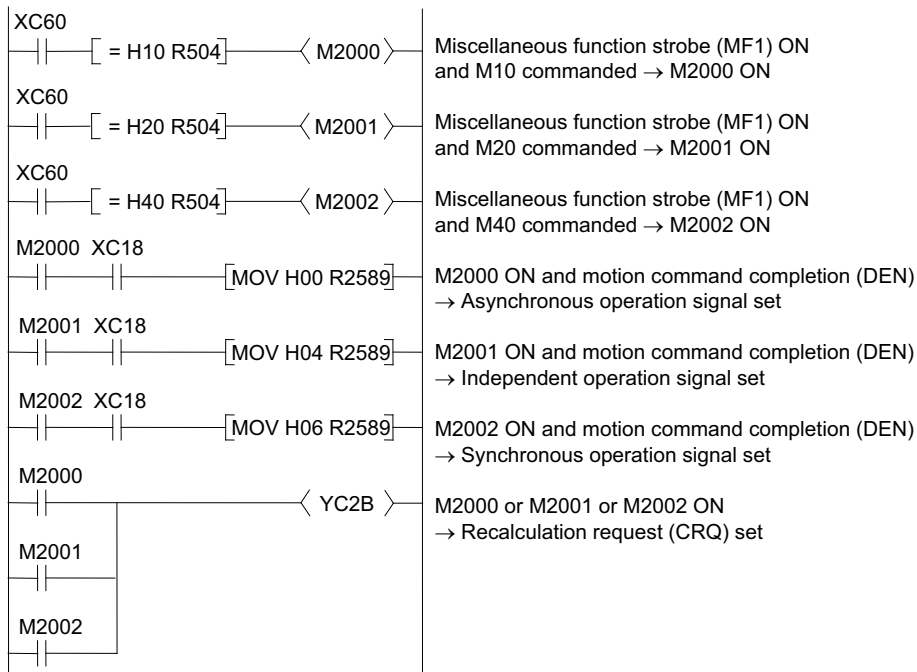 XC60
= H10 R504 M2000 Miscellaneous function strobe (MF1) ON
and M10 commanded → M2000 ON
XC60
= H20 R504 M2001 Miscellaneous function strobe (MF1) ON
and M20 commanded → M2001 ON
XC60
= H40 R504 M2002 Miscellaneous function strobe (MF1) ON
and M40 commanded → M2002 ON
M2000 XC18
MOV H00 R2589 M2000 ON and motion command completion (DEN)
→ Asynchronous operation signal set
M2001 XC18
MOV H04 R2589 M2001 ON and motion command completion (DEN)
→ Independent operation signal set
M2002 XC18
MOV H06 R2589 M2002 ON and motion command completion (DEN)
→ Synchronous operation signal set
M2000
YC2B M2000 or M2001 or M2002 ON
→ Recalculation request (CRQ) set
M2001
M2002